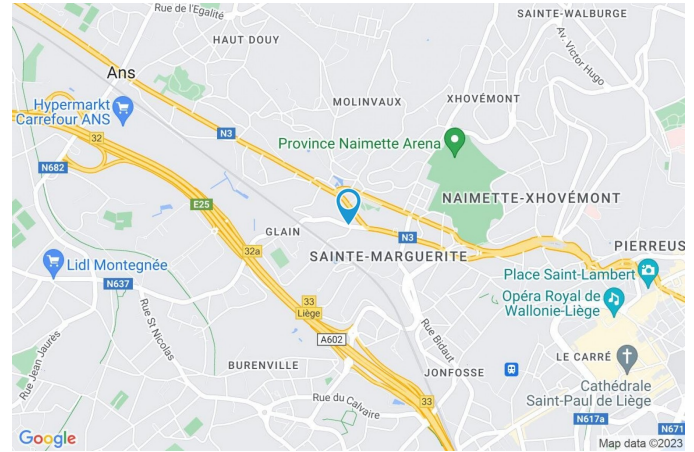 Rue de l'Egalité
SAINTE-WALBURGE
HAUT DOUY
Av. Victor Hugo
Ans
MOLINVAUX
XHOVÉMONT
Hypermarkt
Carrefour ANS
32
N3
Province Naimette Arena
N682
E25
NAIMETTE-XHOVÉMONT
GLAIN
N3
32a
SAINTE-MARGUERITE
PIERREUS
Lidl Montegnée
Place Saint-Lambert
N637
33
Liège
Opéra Royal de
Wallonie-Liège
Rue St Nicolas
A602
Rue Bidaut
Rue Jean Jaurès
LE CARRÉ
BURENVILLE
JONFOSSE
Cathédrale
Saint-Paul de Liège
Rue du Calvaire
33
N617a
N671
Google
Map data ©2023